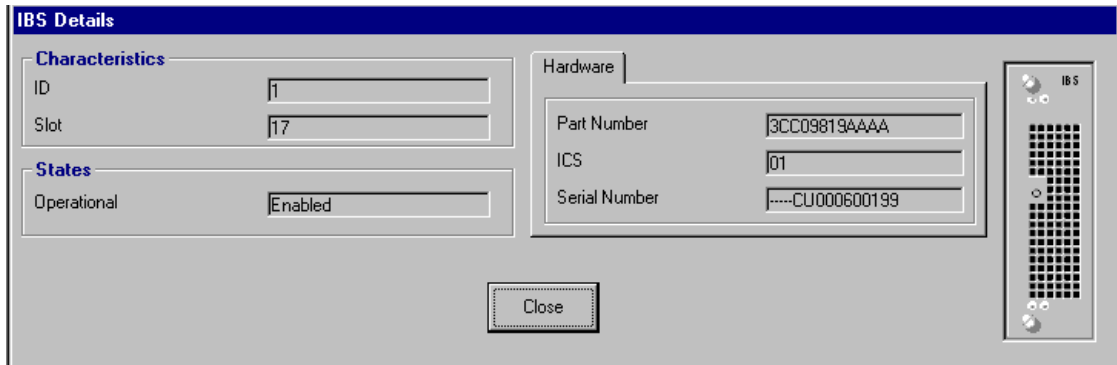 IBS Details
Characteristics
ID 1
Slot 17
States
Operational Enabled
Hardware
Part Number 3CC09819AAAA
ICS 01
Serial Number -----CU000600199
IBS
Close